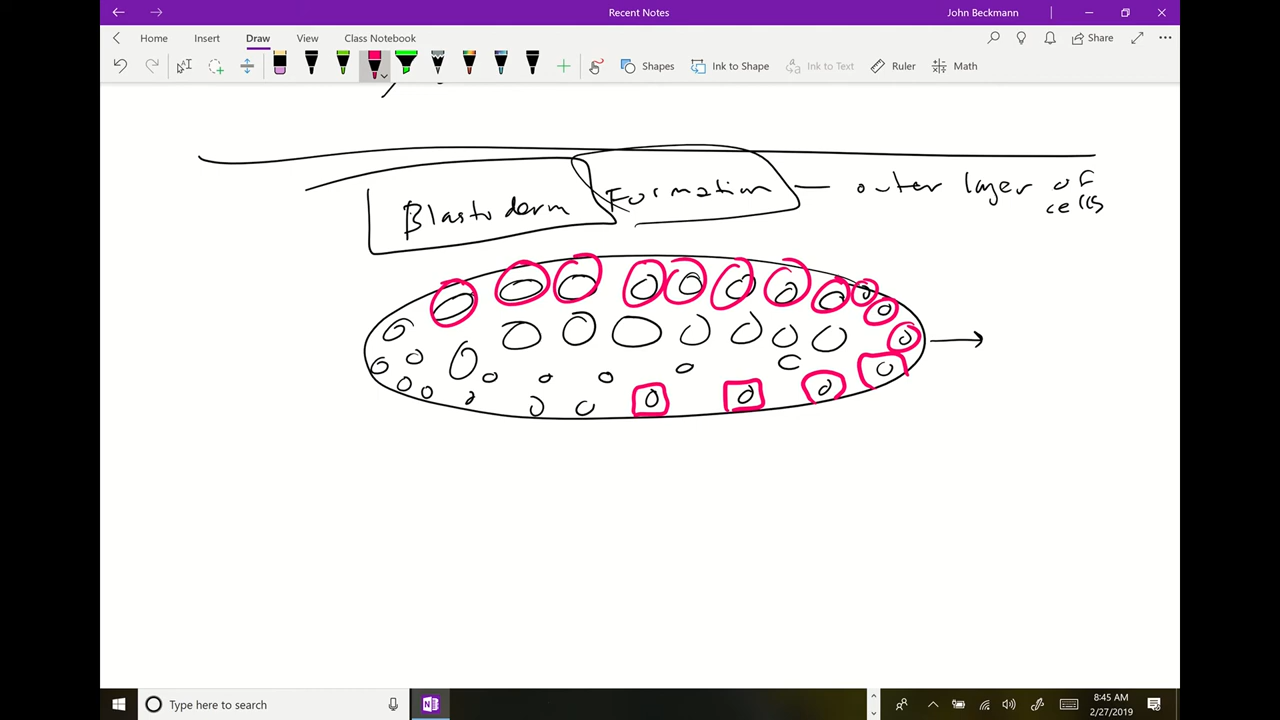 Recent Notes
John Beckmann
Home Insert Draw View Class Notebook
Share
Shapes Ink to Shape Ink to Text Ruler Math
Blastoderm Formation — outer layer of
cells
Type here to search
8:45 AM
2/27/2019